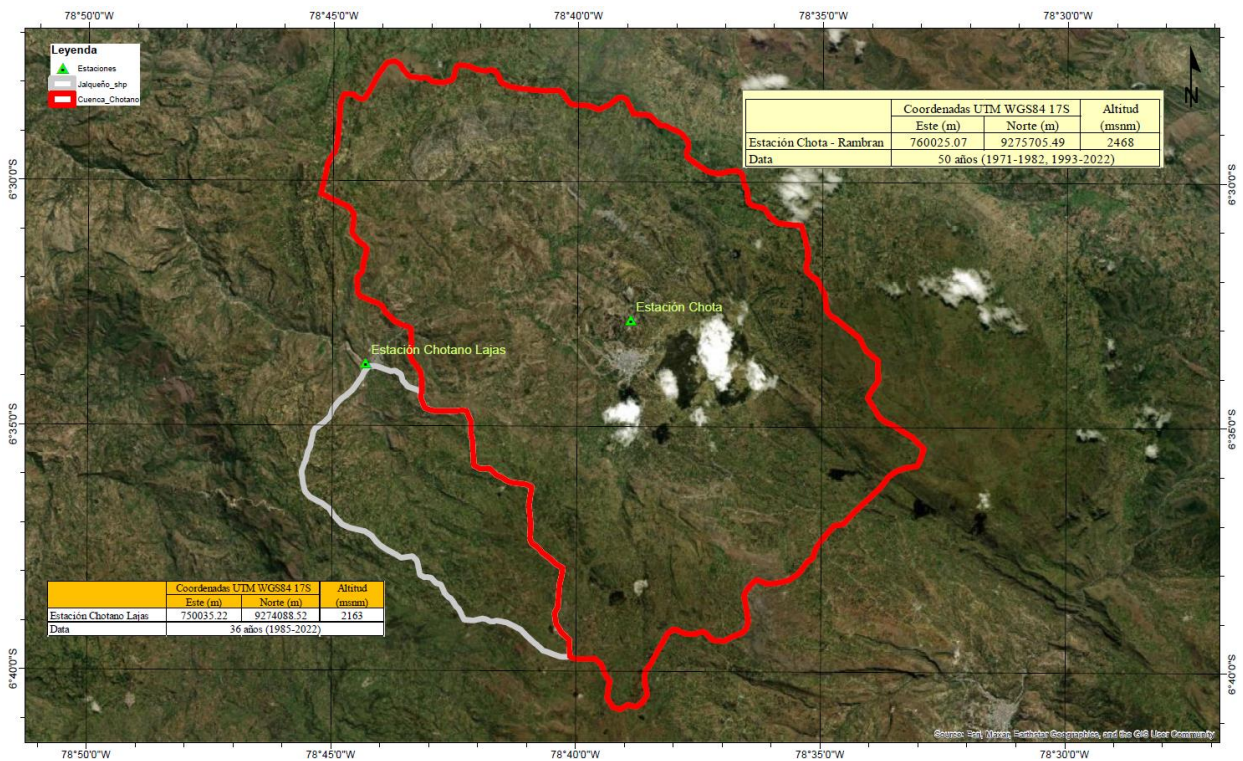 78°50'0"W 78°45'0"W 78°40'0"W 78°35'0"W 78°30'0"W
Leyenda
Estaciones
Jalqueño_shp
Cuenca_Chotano
N
Coordenadas UTM WGS84 17S Altitud
Este (m) Norte (m) (msnm)
Estación Chota - Rambran 760025.07 9275705.49 2468
Data 50 años (1971-1982, 1993-2022)
6°30'0"S 6°30'0"S
Estación Chota
Estación Chotano Lajas
6°35'0"S 6°35'0"S
Coordenadas UTM WGS84 17S Altitud
Este (m) Norte (m) (msnm)
Estación Chotano Lajas 750035.22 9274088.52 2163
Data 36 años (1985-2022)
6°40'0"S 6°40'0"S
Source: Esri, Maxar, Earthstar Geographics, and the GIS User Community
78°50'0"W 78°45'0"W 78°40'0"W 78°35'0"W 78°30'0"W